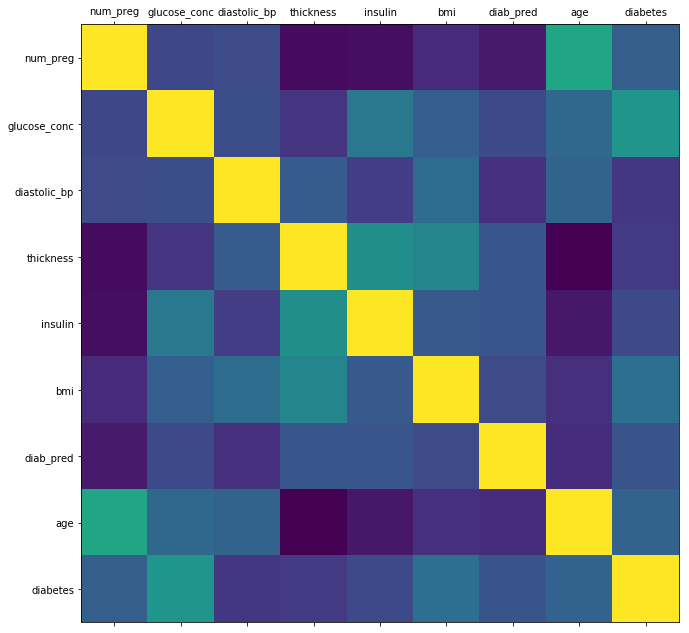 num_preg glucose_conc diastolic_bp thickness insulin bmi diab_pred age diabetes
num_preg
glucose_conc
diastolic_bp
thickness
insulin
bmi
diab_pred
age
diabetes